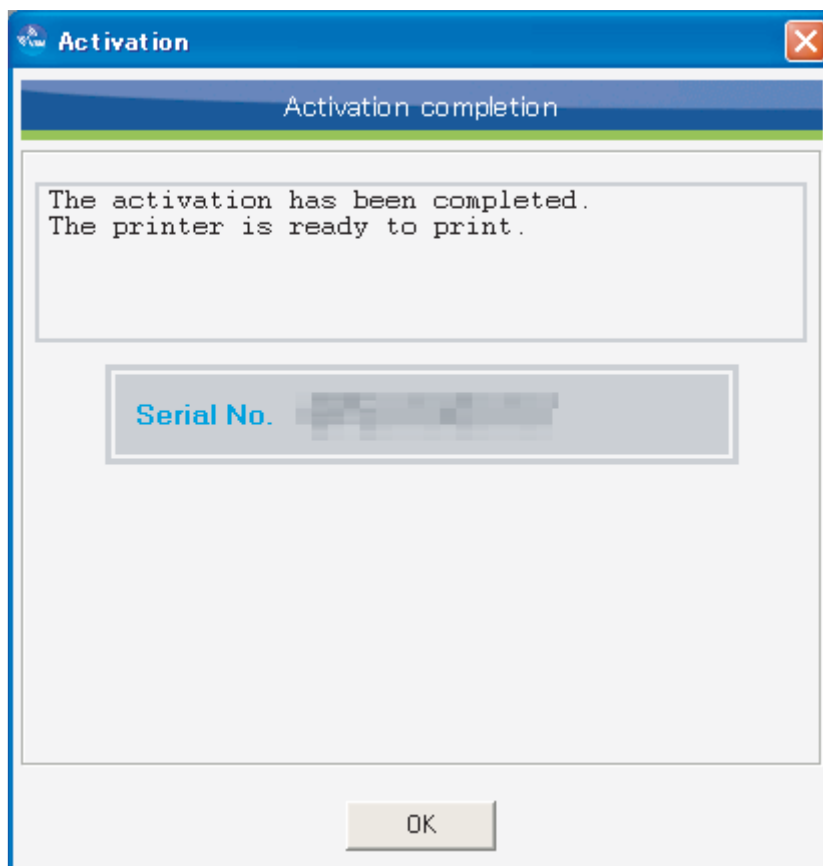 Activation
Activation completion
The activation has been completed.
The printer is ready to print.
Serial No.
OK